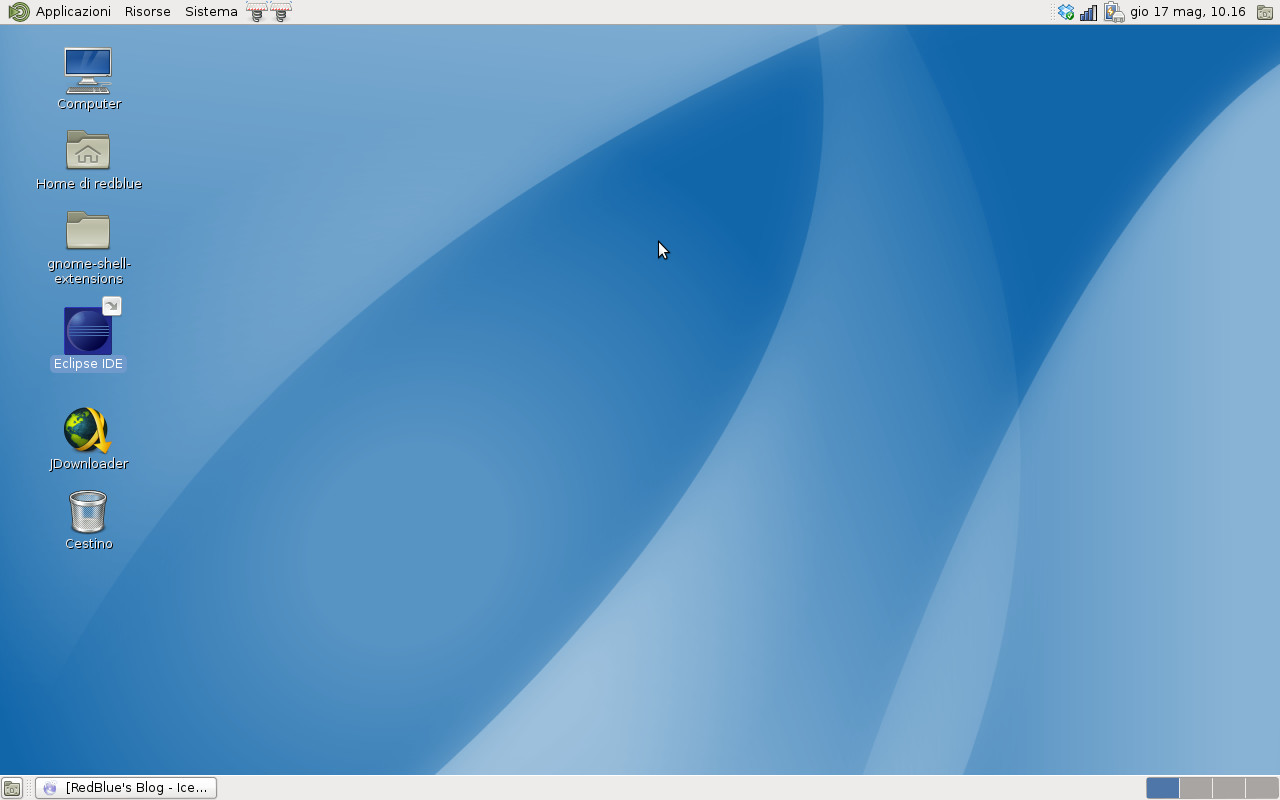 Applicazioni Risorse Sistema gio 17 mag, 10.16
Computer
Home di redblue
gnome-shell-
extensions
Eclipse IDE
JDownloader
Cestino
[RedBlue's Blog - Ice...